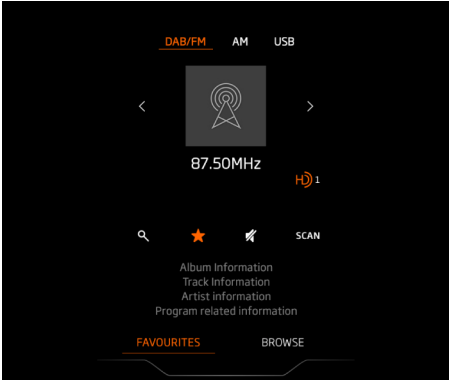 DAB/FM AM USB
87.50MHz
HD 1
SCAN
Album Information
Track Information
Artist information
Program related information
FAVOURITES BROWSE